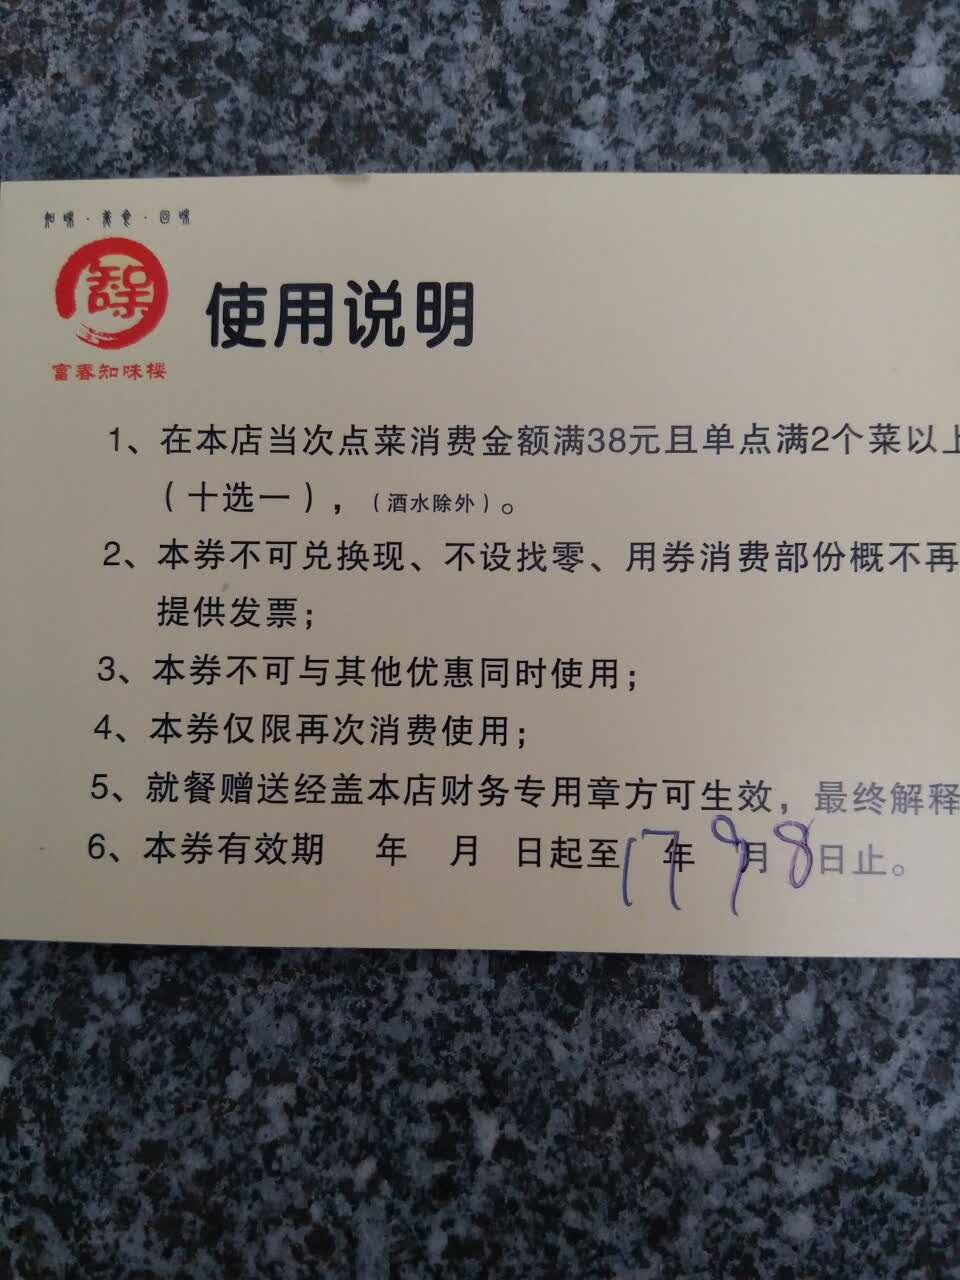 知味·美食·回味
富春知味楼
使用说明
1、在本店当次点菜消费金额满38元且单点满2个菜以上
（十选一），（酒水除外）。
2、本券不可兑换现、不设找零、用券消费部份概不再
提供发票；
3、本券不可与其他优惠同时使用；
4、本券仅限再次消费使用；
5、就餐赠送经盖本店财务专用章方可生效，最终解释
6、本券有效期 年 月 日起至17年9月8日止。